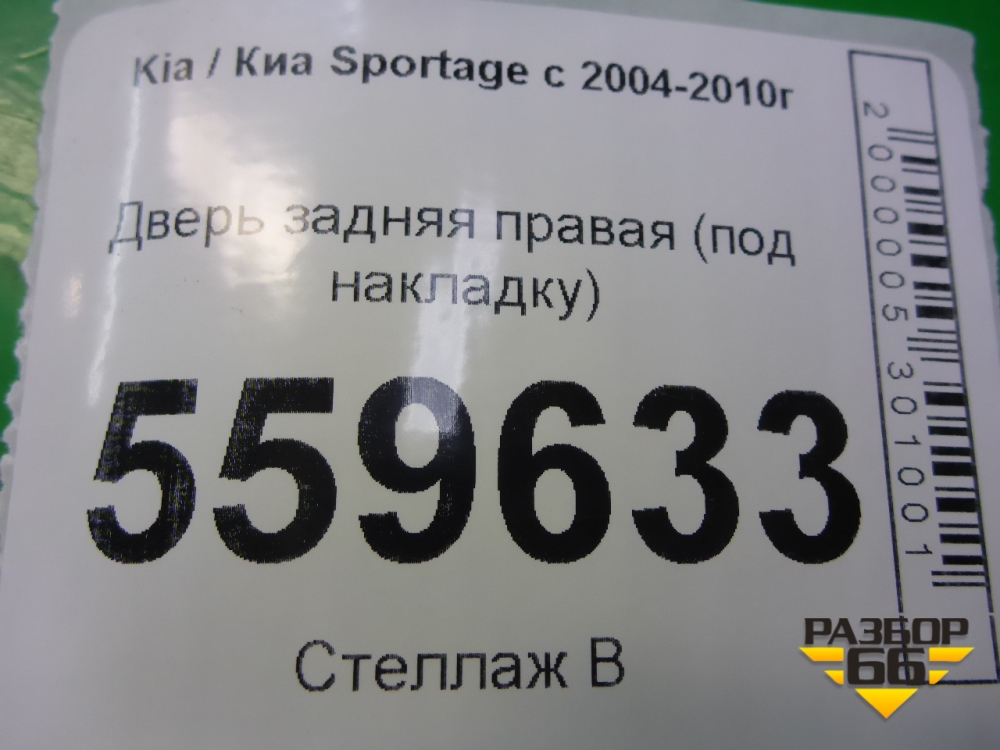 Kia / Киа Sportage с 2004-2010г
Дверь задняя правая (под
накладку)
559633
Стеллаж В
2000005301001
РАЗБОР
66